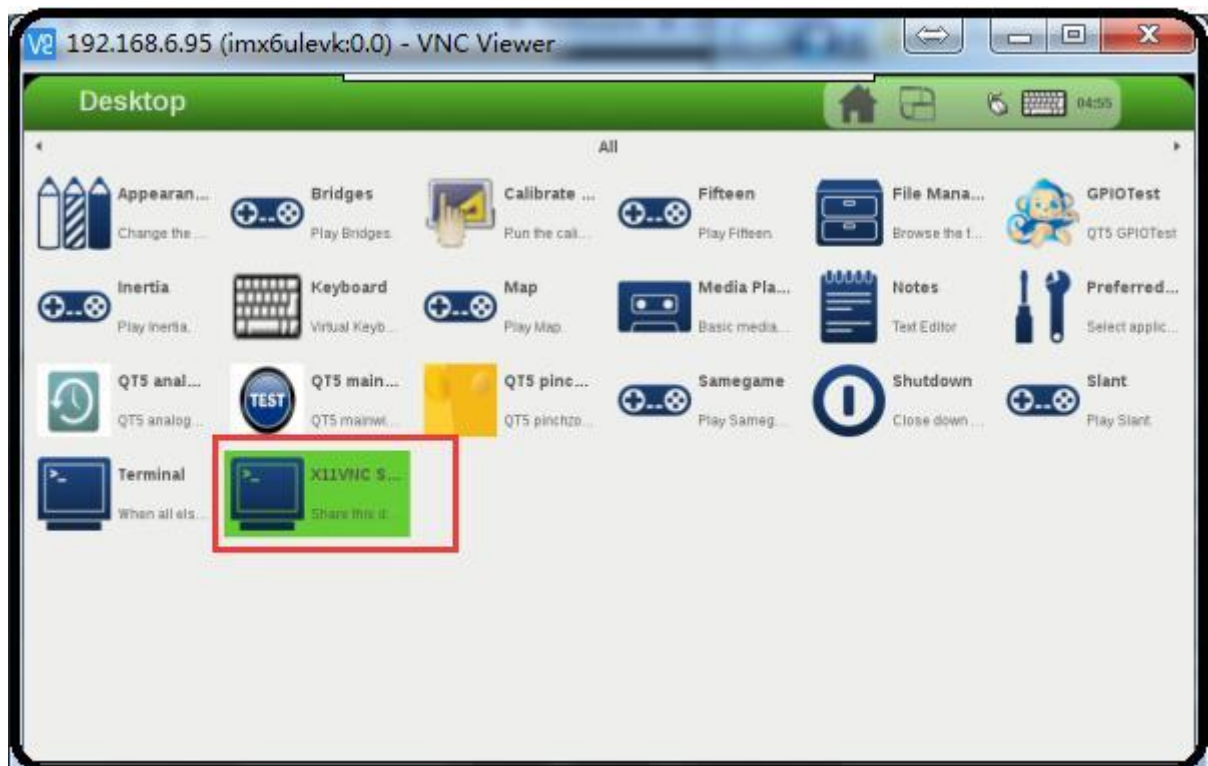 V2 192.168.6.95 (imx6ulevk:0.0) - VNC Viewer
Desktop
04:55
All
Appearan...
Change the ...
Bridges
Play Bridges.
Calibrate ...
Run the cali...
Fifteen
Play Fifteen.
File Mana...
Browse the f...
GPIOTest
QT5 GPIOTest
Inertia
Play Inertia.
Keyboard
Virtual Keyb...
Map
Play Map.
Media Pla...
Basic media...
Notes
Text Editor
Preferred...
Select applic...
QT5 anal...
QT5 analog...
QT5 main...
QT5 mainwi...
TEST
QT5 pinc...
QT5 pinchzo...
Samegame
Play Sameg...
Shutdown
Close down ...
Slant
Play Slant.
Terminal
When all els...
X11VNC S...
Share this d...